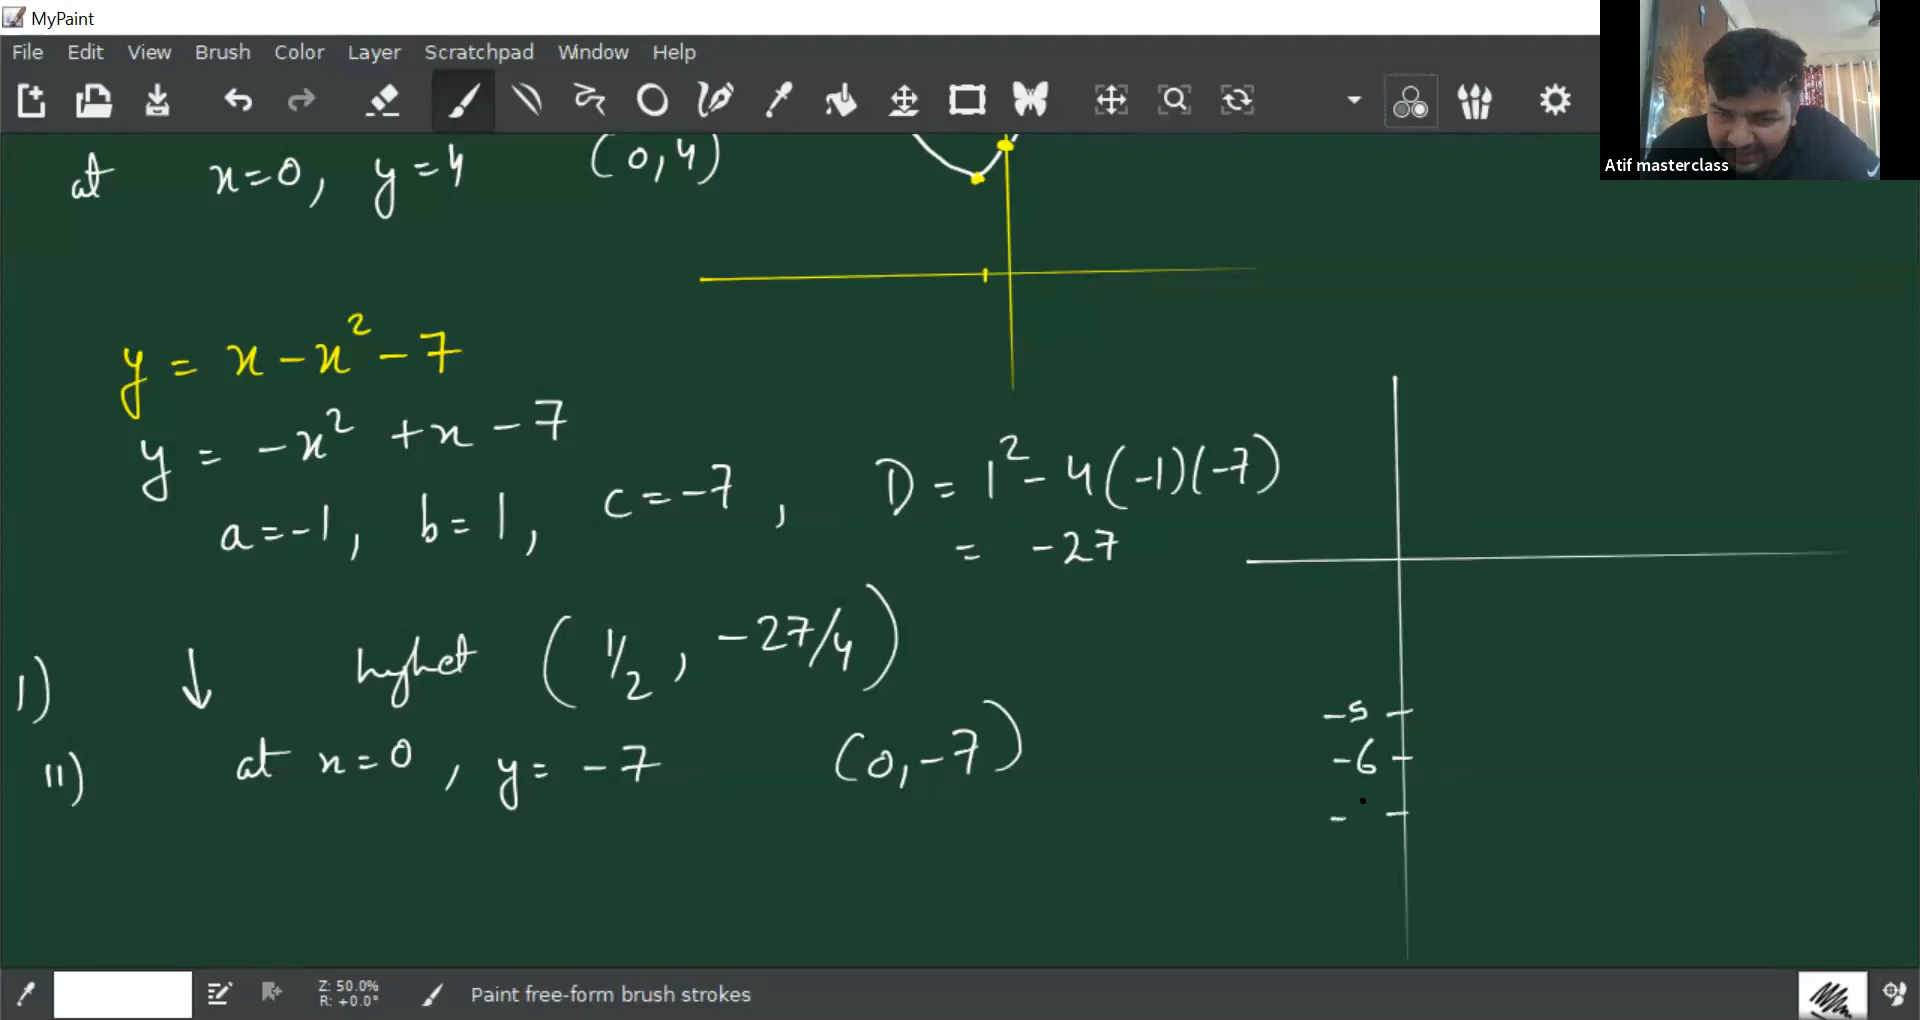 MyPaint
File Edit View Brush Color Layer Scratchpad Window Help
Atif masterclass
at x=0, y=4 (0,4)
y = x - x² - 7
y = -x² + x - 7
a=-1, b=1, c=-7, D = 1² - 4(-1)(-7)
= -27
I) ↓ highet (1/2, -27/4)
II) at x=0, y=-7 (0,-7)
-5
-6
-
Z: 50.0%
R: +0.0°
Paint free-form brush strokes